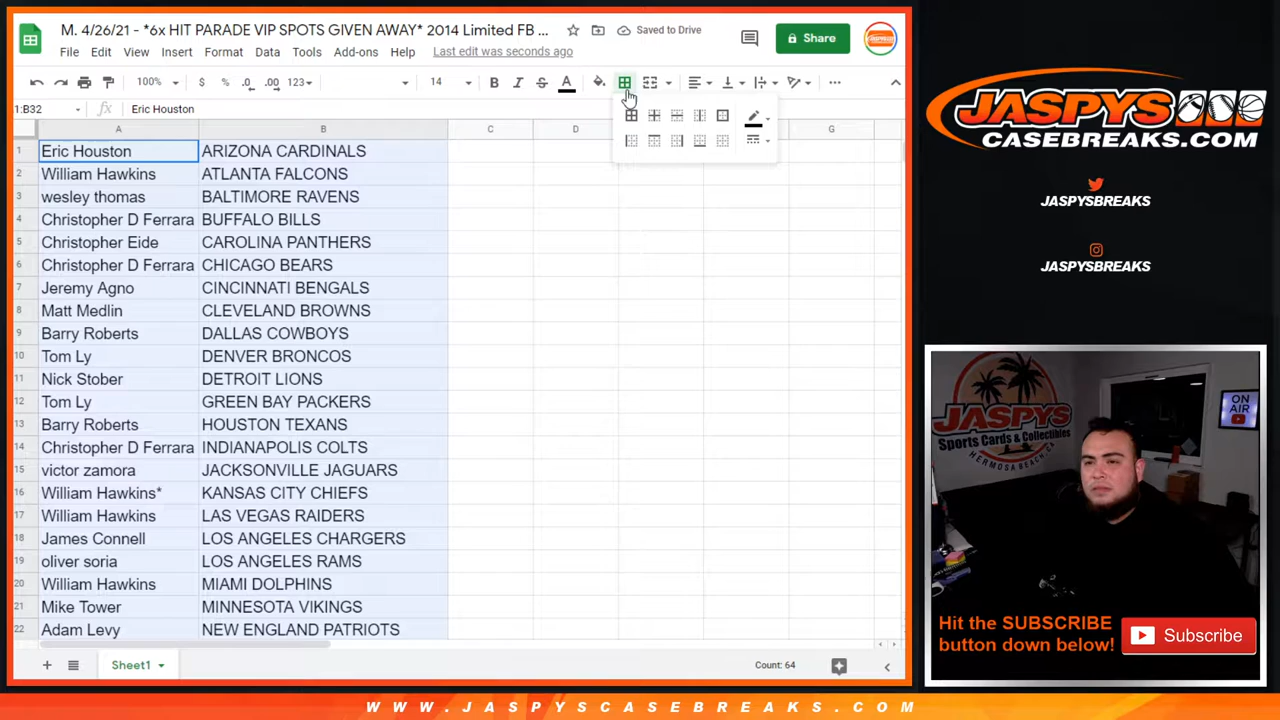 M. 4/26/21 - *6x HIT PARADE VIP SPOTS GIVEN AWAY* 2014 Limited FB ...
Saved to Drive
Share
File Edit View Insert Format Data Tools Add-ons Help Last edit was seconds ago
100% $ % .0 .00 123 14 B I S A
1:B32 fx Eric Houston
A B C D G
1 Eric Houston ARIZONA CARDINALS
2 William Hawkins ATLANTA FALCONS
3 wesley thomas BALTIMORE RAVENS
4 Christopher D Ferrara BUFFALO BILLS
5 Christopher Eide CAROLINA PANTHERS
6 Christopher D Ferrara CHICAGO BEARS
7 Jeremy Agno CINCINNATI BENGALS
8 Matt Medlin CLEVELAND BROWNS
9 Barry Roberts DALLAS COWBOYS
10 Tom Ly DENVER BRONCOS
11 Nick Stober DETROIT LIONS
12 Tom Ly GREEN BAY PACKERS
13 Barry Roberts HOUSTON TEXANS
14 Christopher D Ferrara INDIANAPOLIS COLTS
15 victor zamora JACKSONVILLE JAGUARS
16 William Hawkins* KANSAS CITY CHIEFS
17 William Hawkins LAS VEGAS RAIDERS
18 James Connell LOS ANGELES CHARGERS
19 oliver soria LOS ANGELES RAMS
20 William Hawkins MIAMI DOLPHINS
21 Mike Tower MINNESOTA VIKINGS
22 Adam Levy NEW ENGLAND PATRIOTS
Sheet1
Count: 64
JASPYS
CASEBREAKS.COM
JASPYSBREAKS
JASPYSBREAKS
JASPYS
Sports Cards & Collectibles
HERMOSA BEACH, CA
ON
AIR
Hit the SUBSCRIBE
button down below!
Subscribe
WWW.JASPYSCASEBREAKS.COM